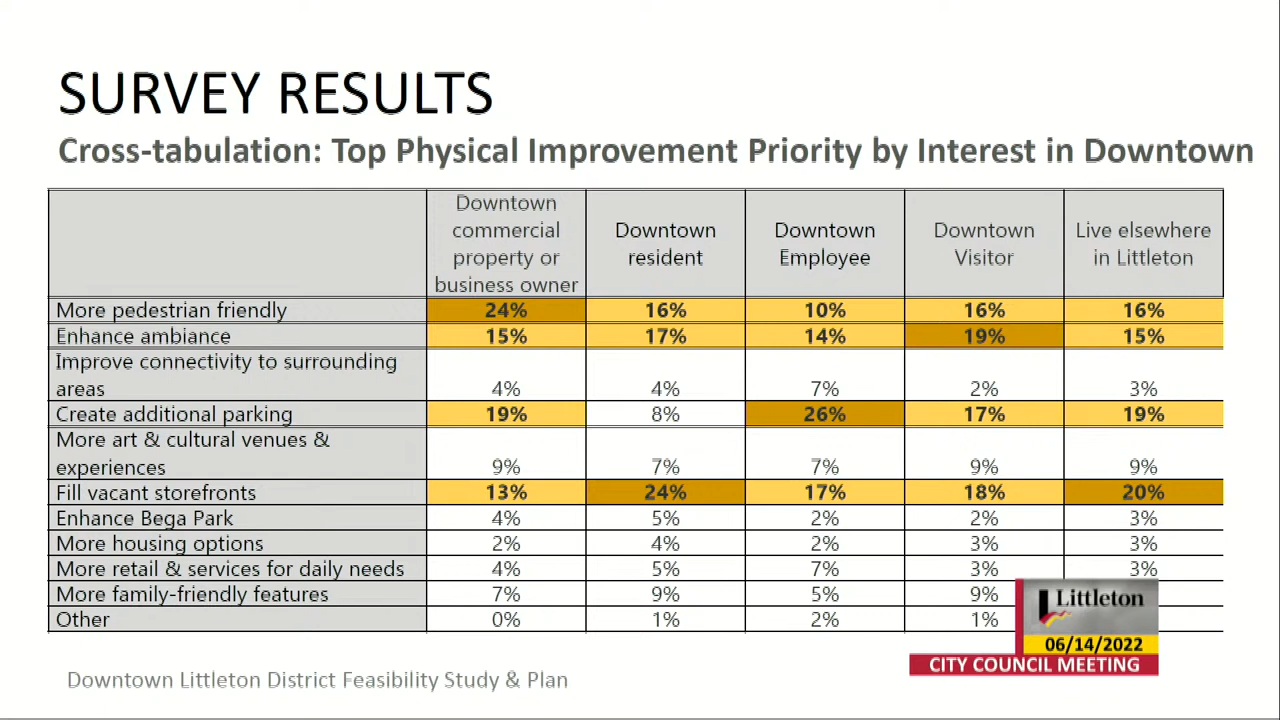 SURVEY RESULTS
Cross-tabulation: Top Physical Improvement Priority by Interest in Downtown
Downtown commercial property or business owner
Downtown resident
Downtown Employee
Downtown Visitor
Live elsewhere in Littleton
More pedestrian friendly 24% 16% 10% 16% 16%
Enhance ambiance 15% 17% 14% 19% 15%
Improve connectivity to surrounding areas 4% 4% 7% 2% 3%
Create additional parking 19% 8% 26% 17% 19%
More art & cultural venues & experiences 9% 7% 7% 9% 9%
Fill vacant storefronts 13% 24% 17% 18% 20%
Enhance Bega Park 4% 5% 2% 2% 3%
More housing options 2% 4% 2% 3% 3%
More retail & services for daily needs 4% 5% 7% 3% 3%
More family-friendly features 7% 9% 5% 9%
Other 0% 1% 2% 1%
Littleton
06/14/2022
CITY COUNCIL MEETING
Downtown Littleton District Feasibility Study & Plan